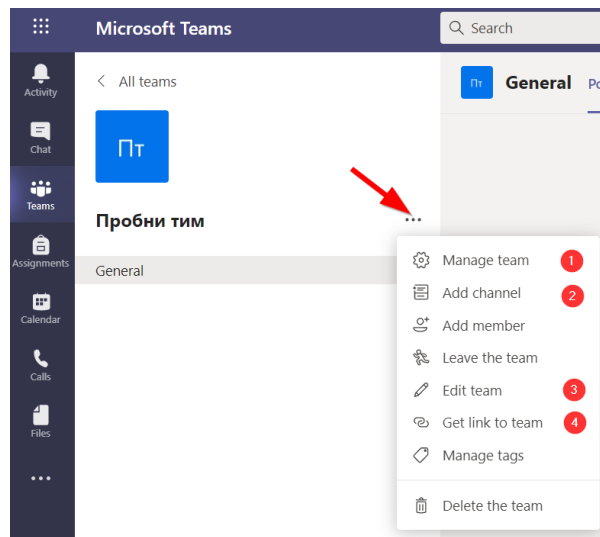 Microsoft Teams
Search
Activity
Chat
Teams
Assignments
Calendar
Calls
Files
All teams
Пт
Пробни тим
General
Пт
General Po
Manage team 1
Add channel 2
Add member
Leave the team
Edit team 3
Get link to team 4
Manage tags
Delete the team